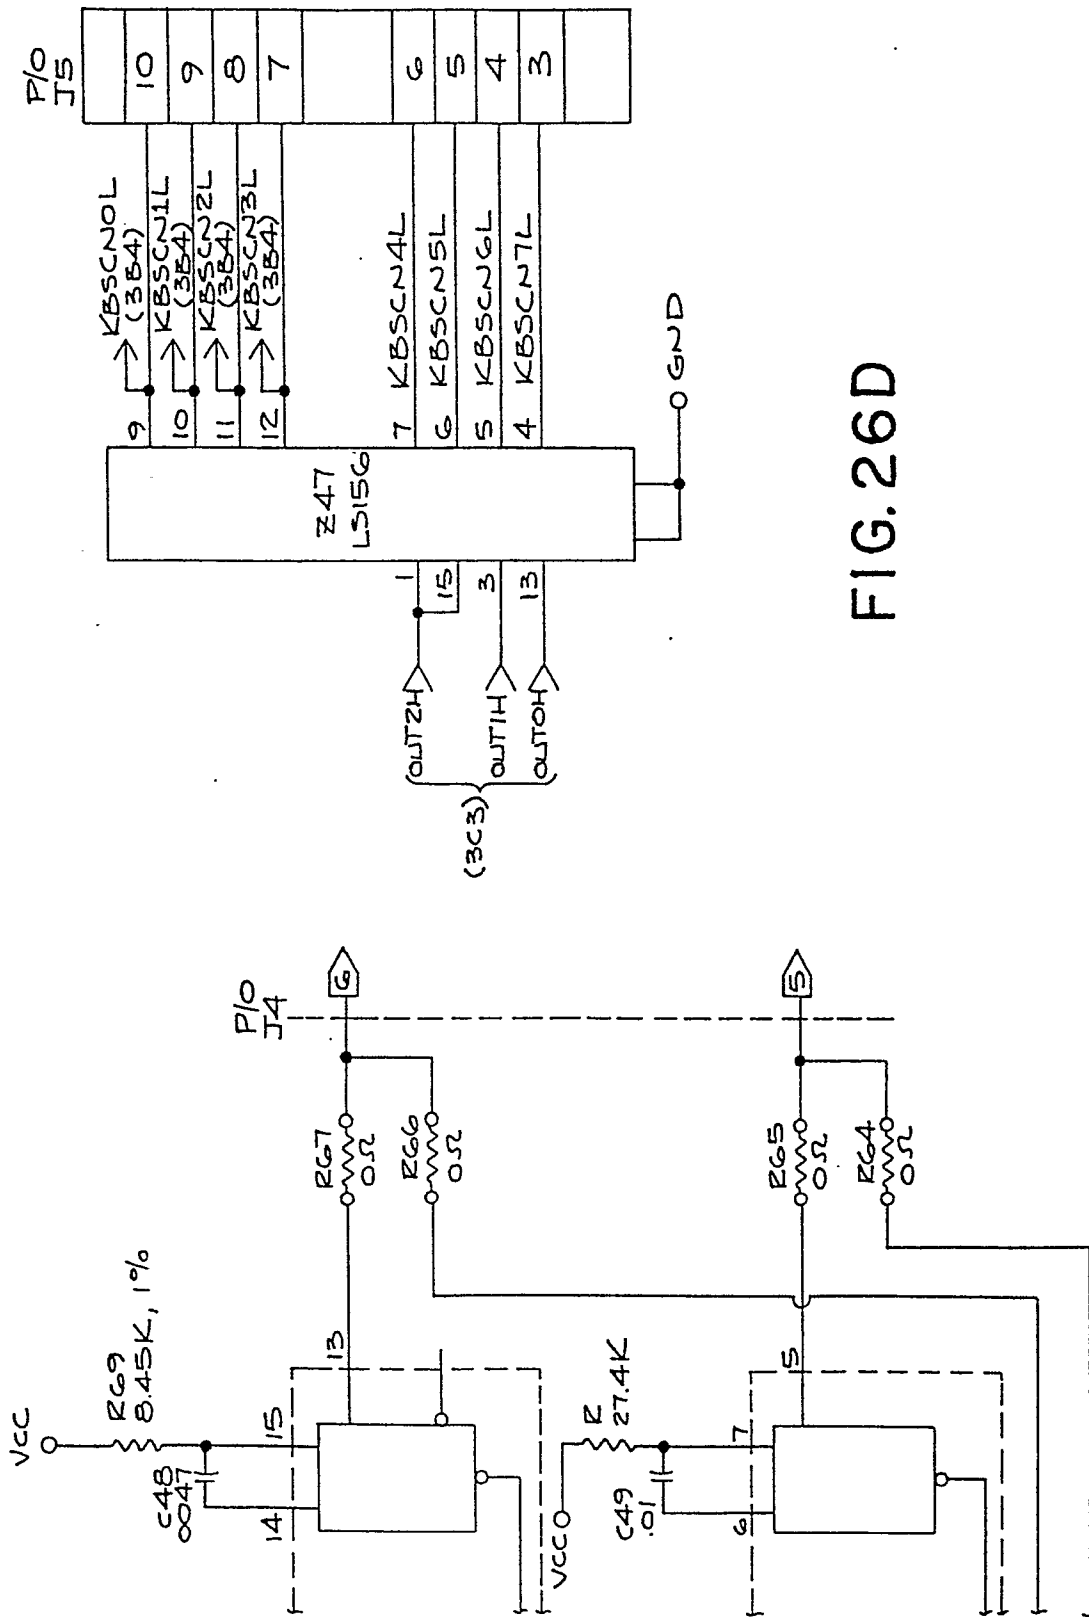 VCC
R69
8.45K, 1%
C48
.0047
14
15
13
R67
0Ω
R66
0Ω
P/O
J4
6
VCC
R
27.4K
C49
.01
6
7
5
R65
0Ω
R64
0Ω
5
P/O
J5
10
9
8
7
6
5
4
3
KBSCN0L
(3B4)
KBSCN1L
(3B4)
KBSCN2L
(3B4)
KBSCN3L
(3B4)
9
10
11
12
7 KBSCN4L
6 KBSCN5L
5 KBSCN6L
4 KBSCN7L
Z47
LS156
1
15
3
13
OUT2H
OUT1H
OUT0H
(3C3)
GND
FIG. 26D